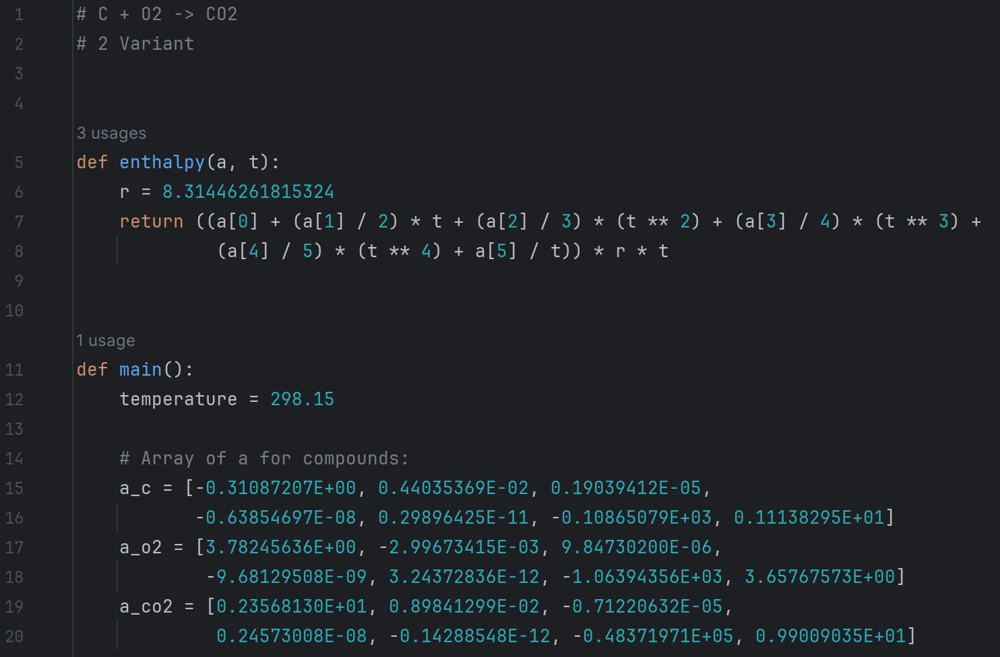 1 # C + O2 -> CO2
2 # 2 Variant
3
4
3 usages
5 def enthalpy(a, t):
6 r = 8.31446261815324
7 return ((a[0] + (a[1] / 2) * t + (a[2] / 3) * (t ** 2) + (a[3] / 4) * (t ** 3) +
8 (a[4] / 5) * (t ** 4) + a[5] / t)) * r * t
9
10
1 usage
11 def main():
12 temperature = 298.15
13
14 # Array of a for compounds:
15 a_c = [-0.31087207E+00, 0.44035369E-02, 0.19039412E-05,
16 -0.63854697E-08, 0.29896425E-11, -0.10865079E+03, 0.11138295E+01]
17 a_o2 = [3.78245636E+00, -2.99673415E-03, 9.84730200E-06,
18 -9.68129508E-09, 3.24372836E-12, -1.06394356E+03, 3.65767573E+00]
19 a_co2 = [0.23568130E+01, 0.89841299E-02, -0.71220632E-05,
20 0.24573008E-08, -0.14288548E-12, -0.48371971E+05, 0.99009035E+01]